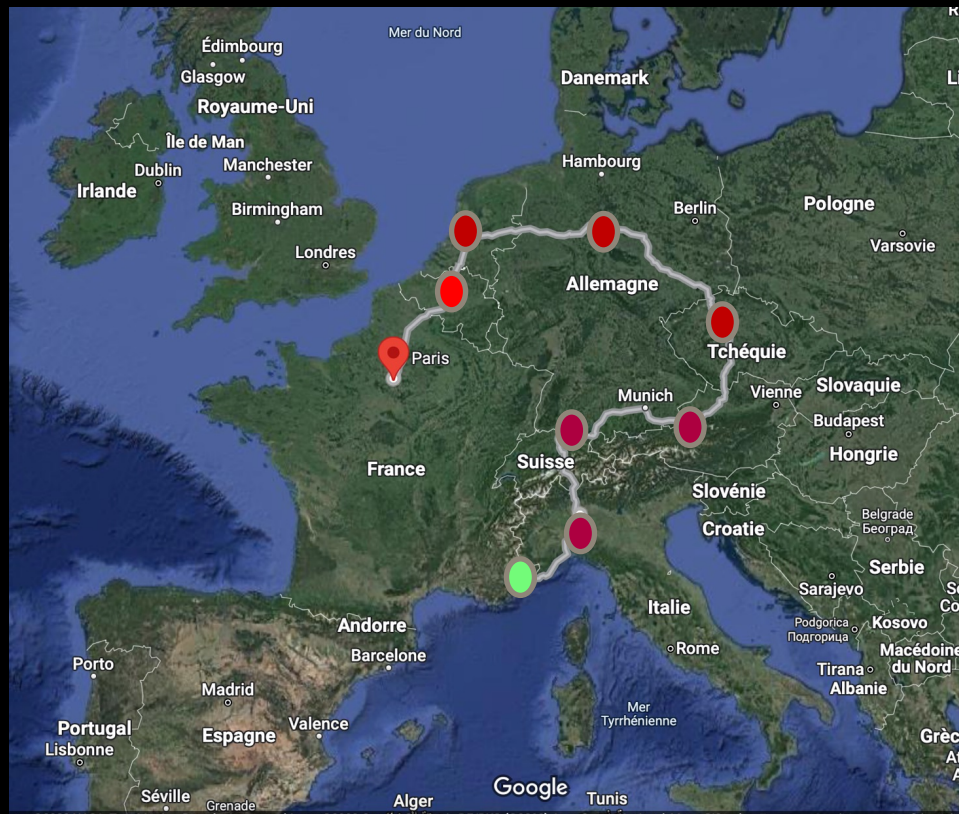 Mer du Nord
Édimbourg
Glasgow
Danemark
Royaume-Uni
Île de Man
Hambourg
Manchester
Dublin
Irlande
Birmingham
Berlin
Pologne
Varsovie
Londres
Allemagne
Paris
Tchéquie
Munich
Vienne
Slovaquie
Budapest
Hongrie
France
Suisse
Slovénie
Croatie
Belgrade
Београд
Serbie
Sarajevo
Italie
Andorre
Podgorica
Подгорица
Kosovo
Rome
Barcelone
Macédoine
du Nord
Porto
Tirana
Albanie
Madrid
Mer
Tyrrhénienne
Valence
Portugal
Espagne
Lisbonne
Grèc
Google
Séville
Grenade
Alger
Tunis